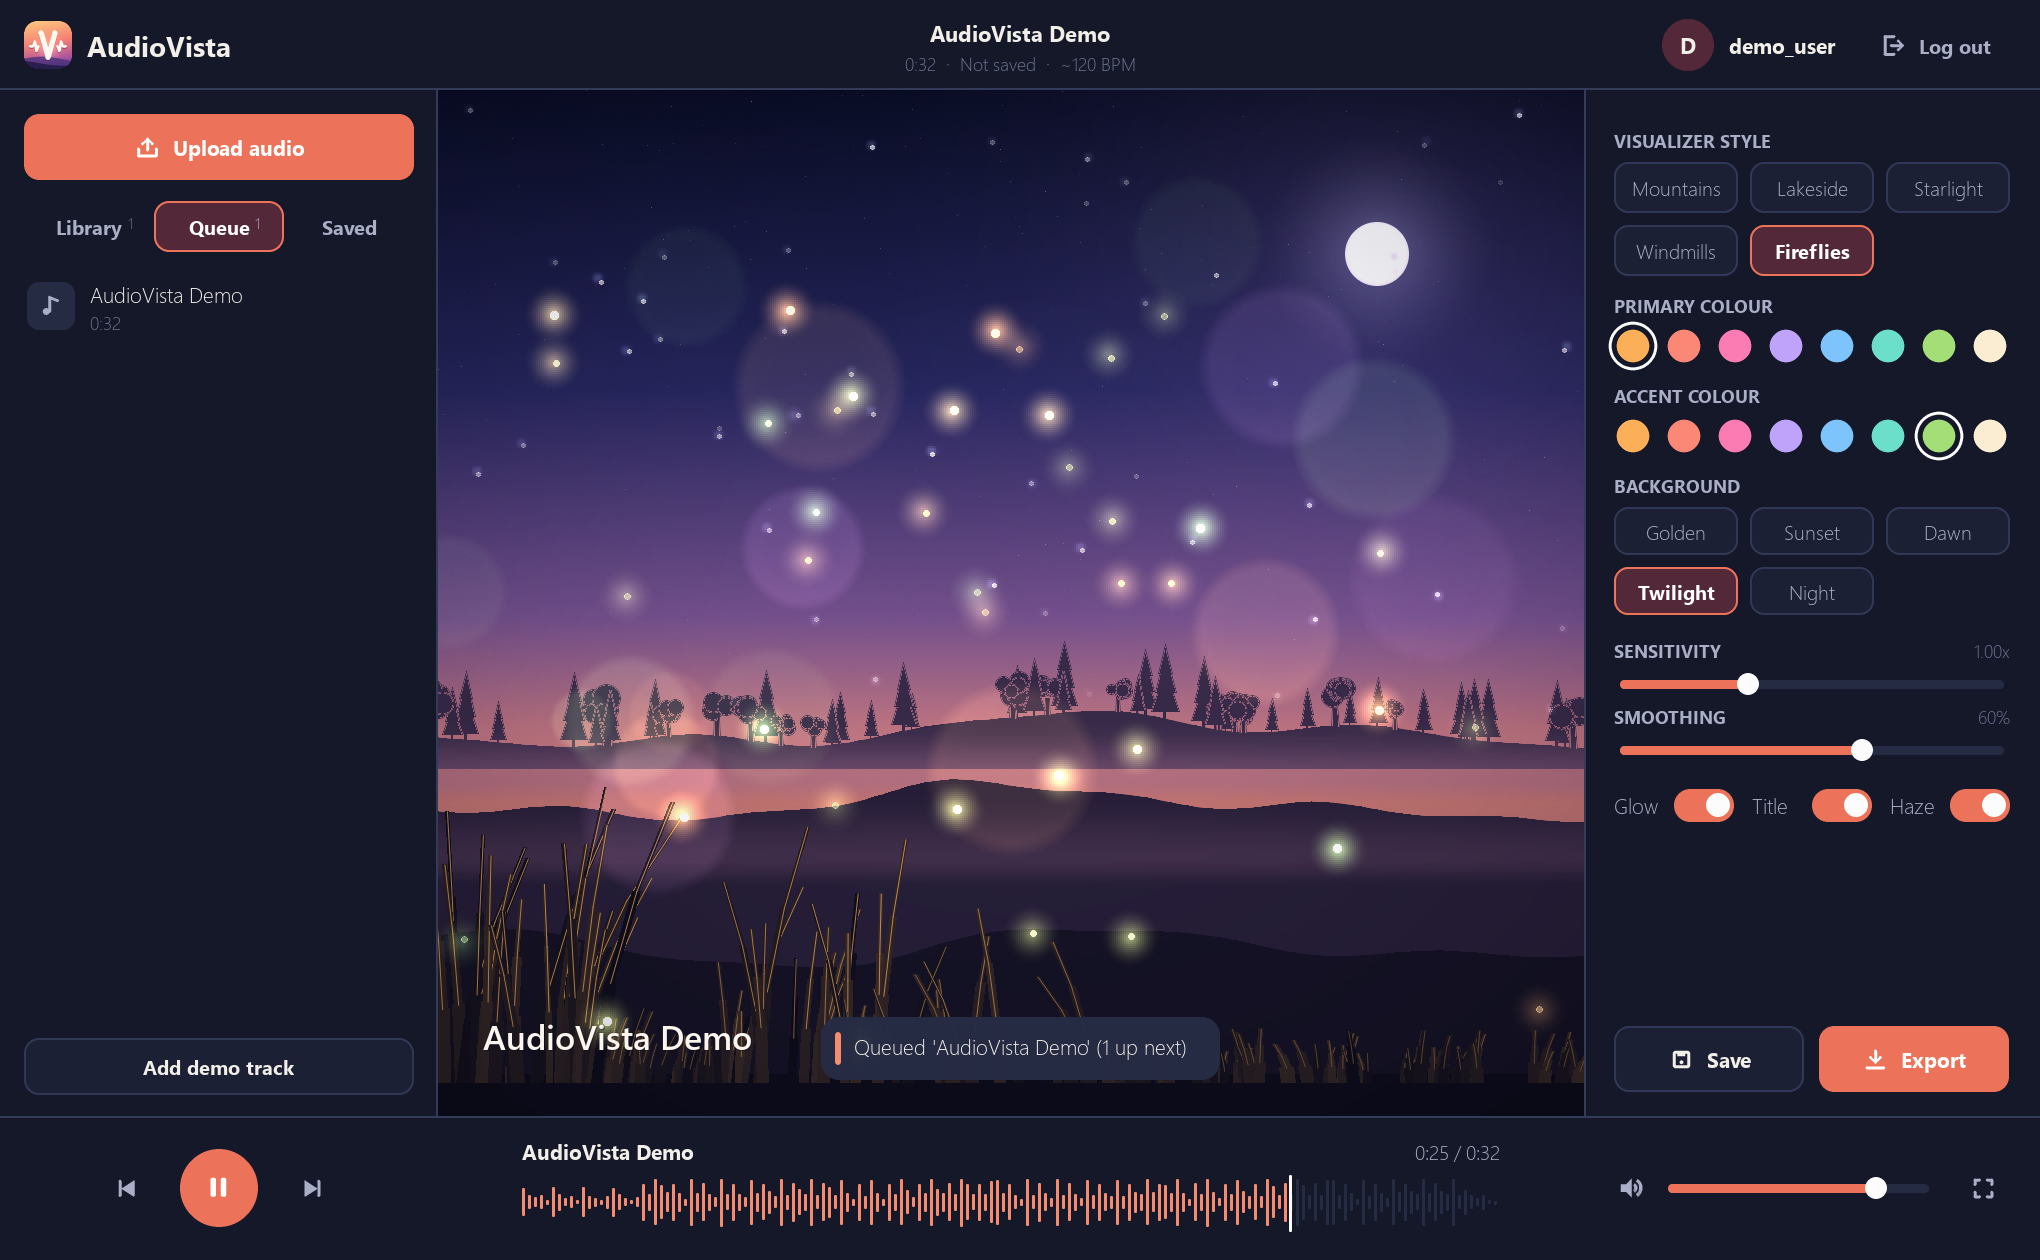 AudioVista
AudioVista Demo
0:32 · Not saved · ~120 BPM
D
demo_user
Log out
Upload audio
Library 1
Queue 1
Saved
AudioVista Demo
0:32
Add demo track
AudioVista Demo
Queued 'AudioVista Demo' (1 up next)
VISUALIZER STYLE
Mountains
Lakeside
Starlight
Windmills
Fireflies
PRIMARY COLOUR
ACCENT COLOUR
BACKGROUND
Golden
Sunset
Dawn
Twilight
Night
SENSITIVITY
1.00x
SMOOTHING
60%
Glow
Title
Haze
Save
Export
AudioVista Demo
0:25 / 0:32